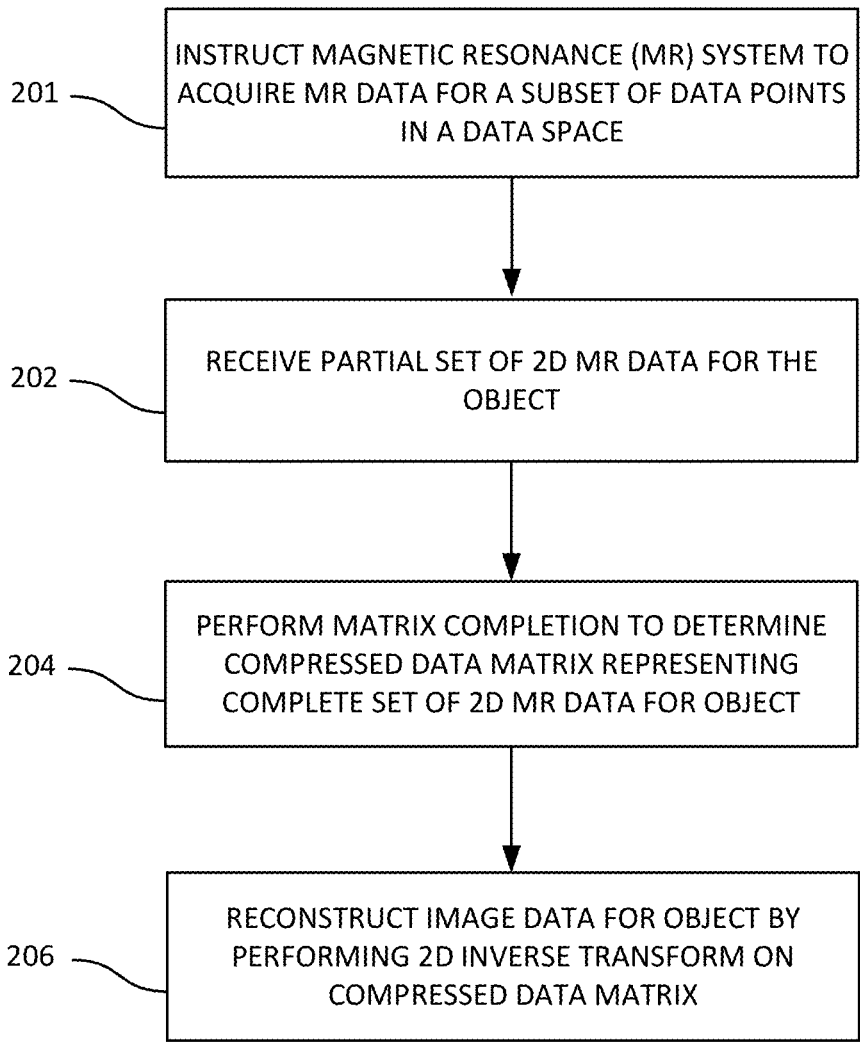 201
INSTRUCT MAGNETIC RESONANCE (MR) SYSTEM TO
ACQUIRE MR DATA FOR A SUBSET OF DATA POINTS
IN A DATA SPACE
202
RECEIVE PARTIAL SET OF 2D MR DATA FOR THE
OBJECT
204
PERFORM MATRIX COMPLETION TO DETERMINE
COMPRESSED DATA MATRIX REPRESENTING
COMPLETE SET OF 2D MR DATA FOR OBJECT
206
RECONSTRUCT IMAGE DATA FOR OBJECT BY
PERFORMING 2D INVERSE TRANSFORM ON
COMPRESSED DATA MATRIX